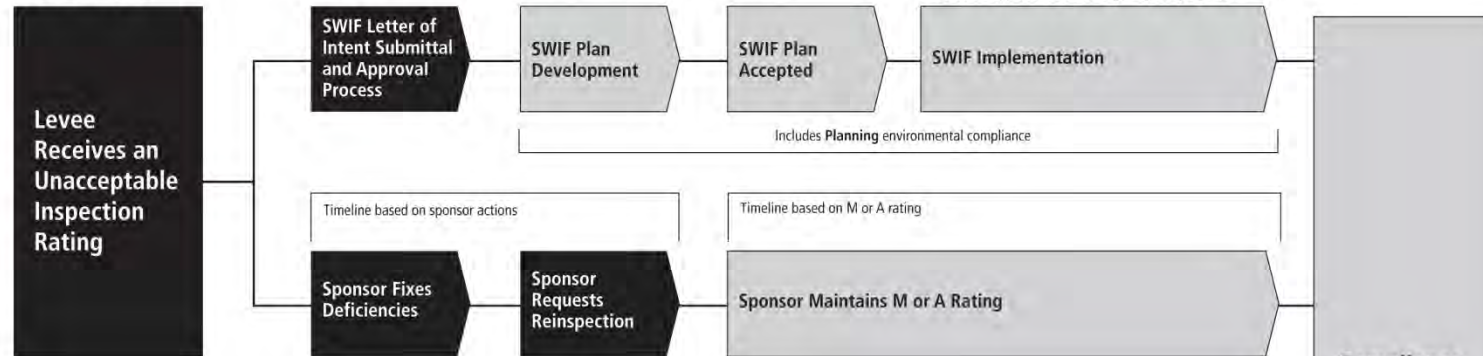 Levee
Receives an
Unacceptable
Inspection
Rating
SWIF Letter of
Intent Submittal
and Approval
Process
SWIF Plan
Development
SWIF Plan
Accepted
SWIF Implementation
Includes Planning environmental compliance
Timeline based on sponsor actions
Timeline based on M or A rating
Sponsor Fixes
Deficiencies
Sponsor
Requests
Reinspection
Sponsor Maintains M or A Rating